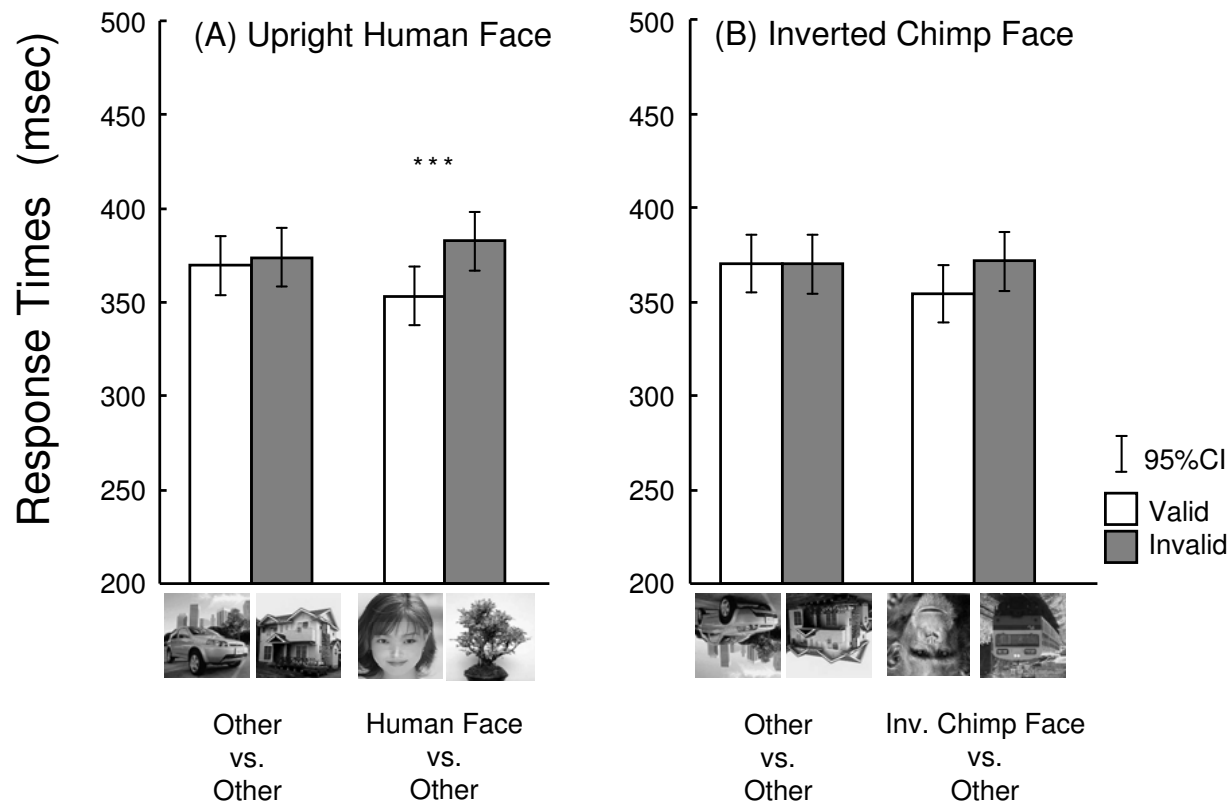 Response Times (msec)
(A) Upright Human Face
500
450
400
350
300
250
200
***
Other
vs.
Other
Human Face
vs.
Other
(B) Inverted Chimp Face
500
450
400
350
300
250
200
Other
vs.
Other
Inv. Chimp Face
vs.
Other
95%CI
Valid
Invalid